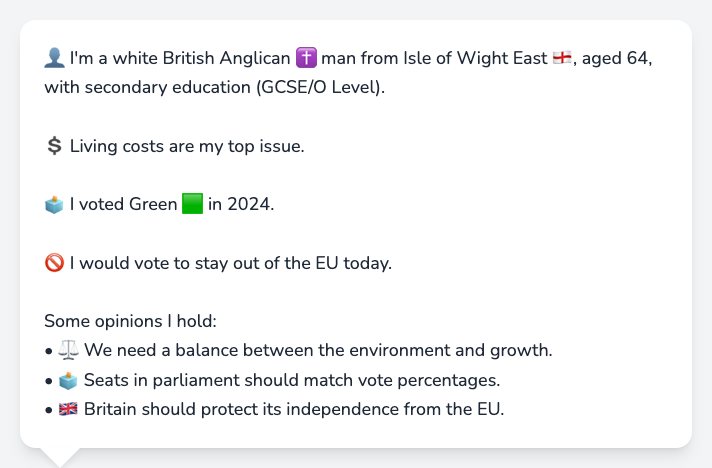 👤 I'm a white British Anglican ✝️ man from Isle of Wight East 🏴󠁧󠁢󠁥󠁮󠁧󠁿, aged 64,
with secondary education (GCSE/O Level).
💲 Living costs are my top issue.
🗳️ I voted Green 🟩 in 2024.
🚫 I would vote to stay out of the EU today.
Some opinions I hold:
• ⚖️ We need a balance between the environment and growth.
• 🗳️ Seats in parliament should match vote percentages.
• 🇬🇧 Britain should protect its independence from the EU.